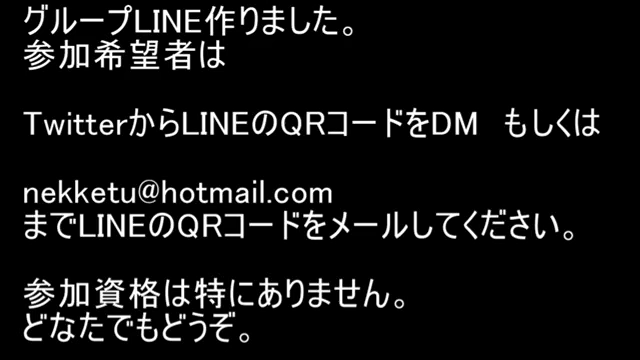 グループLINE作りました。
参加希望者は
TwitterからLINEのQRコードをDM　もしくは
nekketu@hotmail.com
までLINEのQRコードをメールしてください。
参加資格は特にありません。
どなたでもどうぞ。